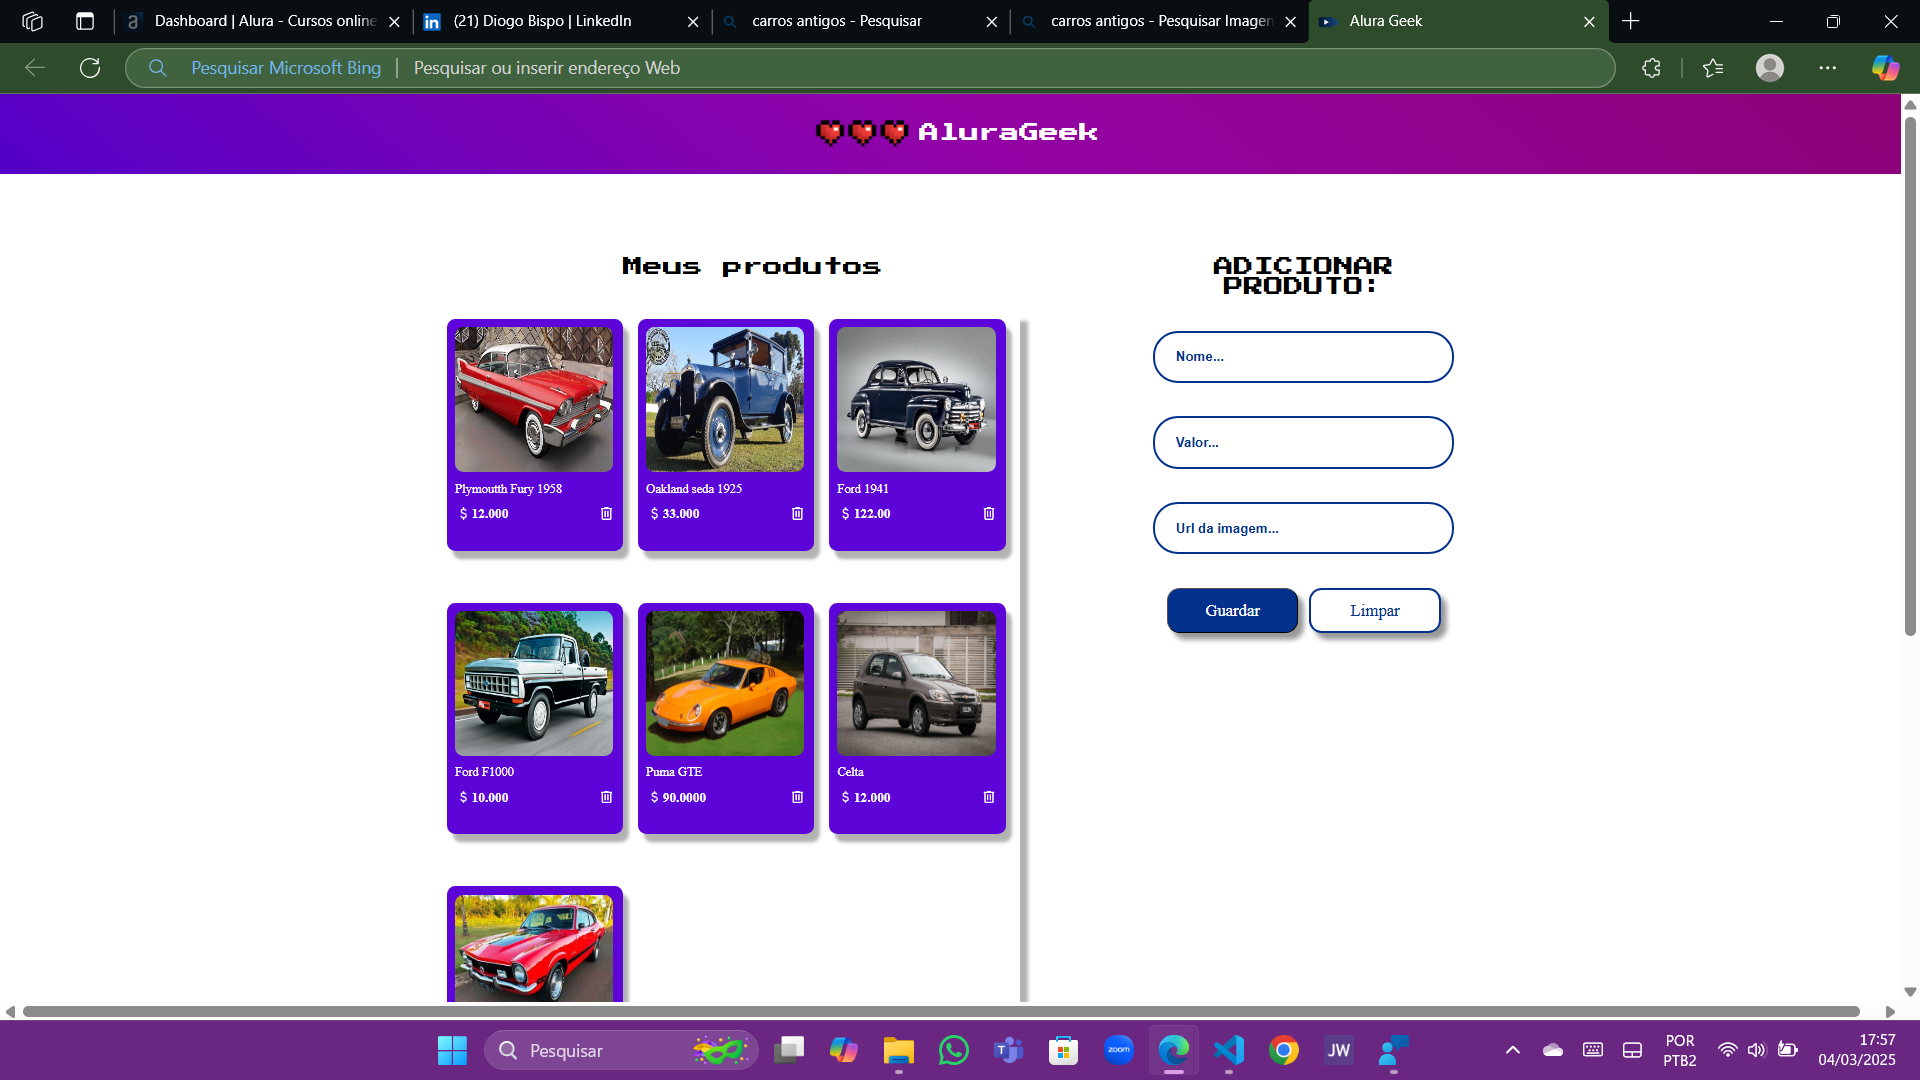 Dashboard | Alura - Cursos online
(21) Diogo Bispo | LinkedIn
carros antigos - Pesquisar
carros antigos - Pesquisar Imagen
Alura Geek
Pesquisar Microsoft Bing | Pesquisar ou inserir endereço Web
AluraGeek
Meus produtos
Plymoutth Fury 1958
$ 12.000
Oakland seda 1925
$ 33.000
Ford 1941
$ 122.00
Ford F1000
$ 10.000
Puma GTE
$ 90.0000
Celta
$ 12.000
ADICIONAR
PRODUTO:
Nome...
Valor...
Url da imagem...
Guardar
Limpar
Pesquisar
zoom
JW
POR
PTB2
17:57
04/03/2025